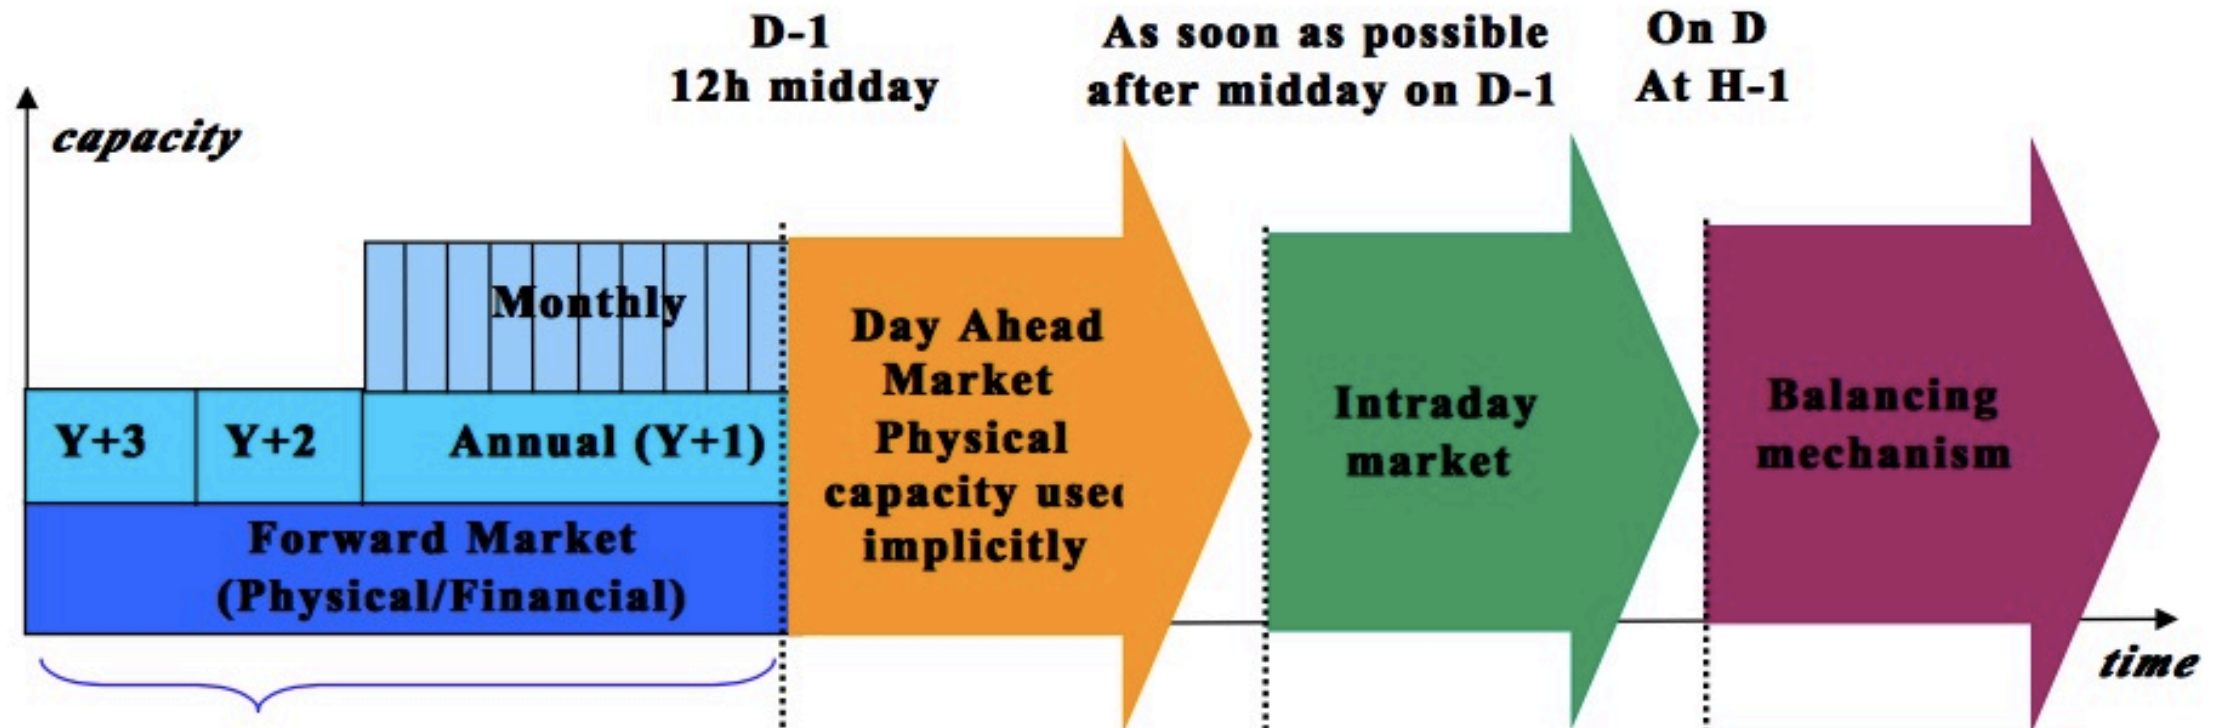 D-1
12h midday
As soon as possible
after midday on D-1
On D
At H-1
capacity
Monthly
Y+3
Y+2
Annual (Y+1)
Forward Market
(Physical/Financial)
Day Ahead
Market
Physical
capacity use
implicitly
Intraday
market
Balancing
mechanism
time